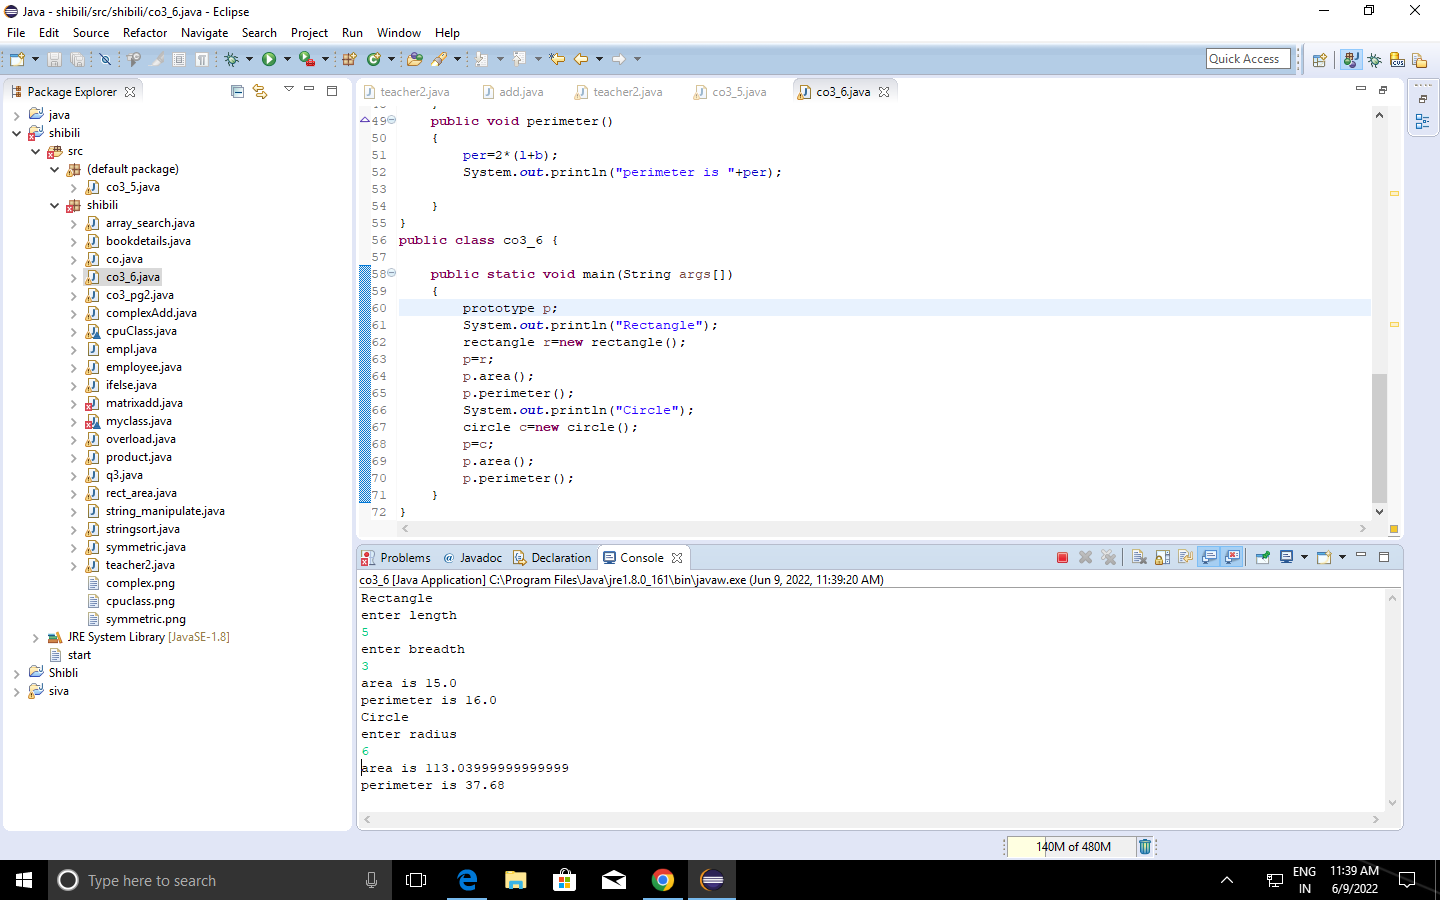 Java - shibili/src/shibili/co3_6.java - Eclipse
File Edit Source Refactor Navigate Search Project Run Window Help
Quick Access
Package Explorer
java
shibili
src
(default package)
co3_5.java
shibili
array_search.java
bookdetails.java
co.java
co3_6.java
co3_pg2.java
complexAdd.java
cpuClass.java
empl.java
employee.java
ifelse.java
matrixadd.java
myclass.java
overload.java
product.java
q3.java
rect_area.java
string_manipulate.java
stringsort.java
symmetric.java
teacher2.java
complex.png
cpuclass.png
symmetric.png
JRE System Library [JavaSE-1.8]
start
Shibli
siva
teacher2.java add.java teacher2.java co3_5.java co3_6.java
49 public void perimeter()
50 {
51 per=2*(l+b);
52 System.out.println("perimeter is "+per);
53
54 }
55 }
56 public class co3_6 {
57
58 public static void main(String args[])
59 {
60 prototype p;
61 System.out.println("Rectangle");
62 rectangle r=new rectangle();
63 p=r;
64 p.area();
65 p.perimeter();
66 System.out.println("Circle");
67 circle c=new circle();
68 p=c;
69 p.area();
70 p.perimeter();
71 }
72 }
Problems @ Javadoc Declaration Console
co3_6 [Java Application] C:\Program Files\Java\jre1.8.0_161\bin\javaw.exe (Jun 9, 2022, 11:39:20 AM)
Rectangle
enter length
5
enter breadth
3
area is 15.0
perimeter is 16.0
Circle
enter radius
6
area is 113.03999999999999
perimeter is 37.68
140M of 480M
Type here to search
ENG
IN
11:39 AM
6/9/2022